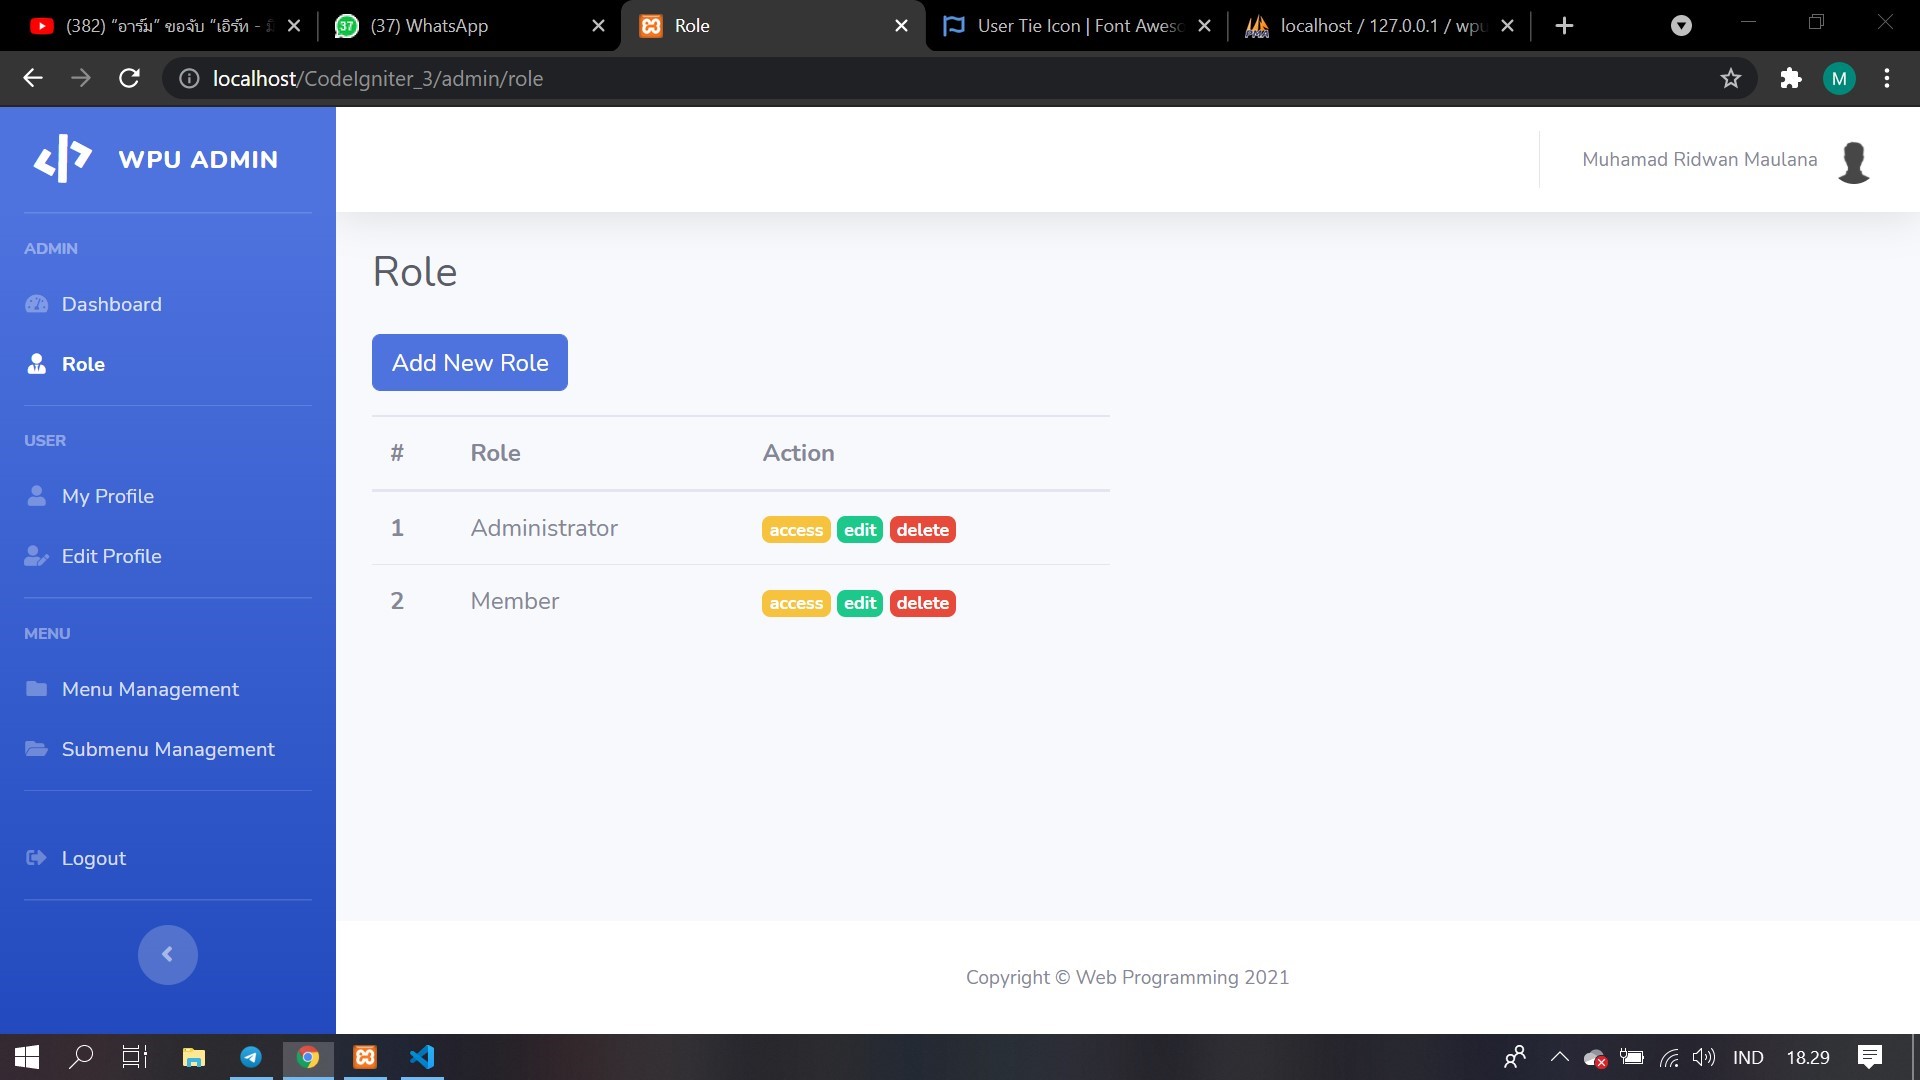 (382) “อาร์ม” ขอจับ “เอิร์ท -
37
(37) WhatsApp
Role
User Tie Icon | Font Aweso
PMA
localhost / 127.0.0.1 / wpu
localhost/CodeIgniter_3/admin/role
M
WPU ADMIN
Muhamad Ridwan Maulana
ADMIN
Dashboard
Role
USER
My Profile
Edit Profile
MENU
Menu Management
Submenu Management
Logout
Role
Add New Role
# Role Action
1 Administrator access edit delete
2 Member access edit delete
Copyright © Web Programming 2021
IND 18.29